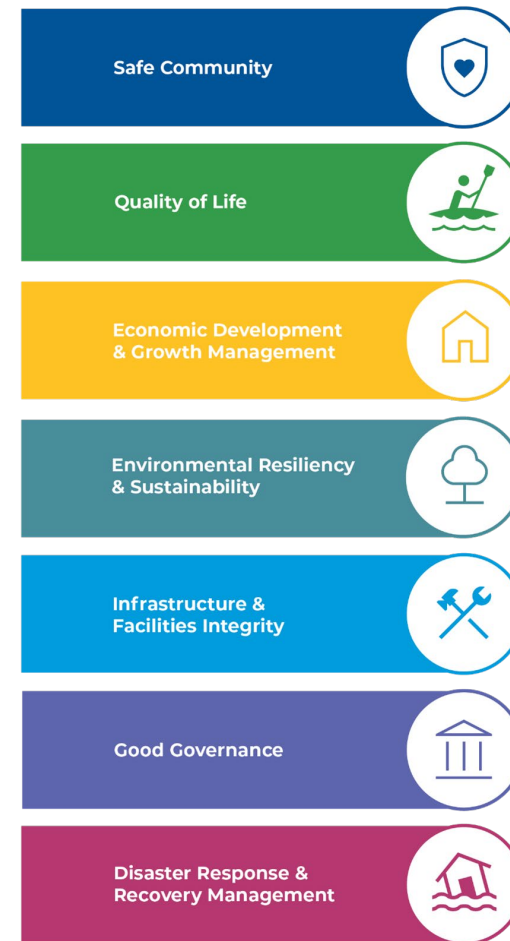 Safe Community
Quality of Life
Economic Development
& Growth Management
Environmental Resiliency
& Sustainability
Infrastructure &
Facilities Integrity
Good Governance
Disaster Response &
Recovery Management